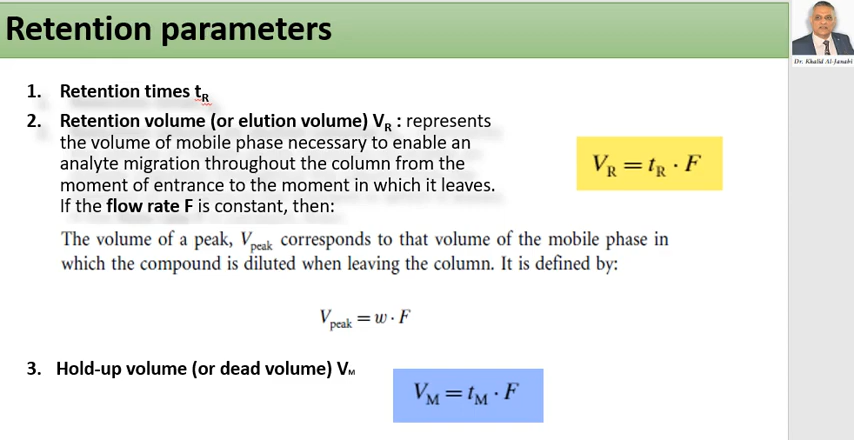 Retention parameters
Dr. Khalid Al-Janabi
1. Retention times tR
2. Retention volume (or elution volume) VR : represents
the volume of mobile phase necessary to enable an
analyte migration throughout the column from the
moment of entrance to the moment in which it leaves.
If the flow rate F is constant, then:
VR = tR · F
The volume of a peak, Vpeak corresponds to that volume of the mobile phase in
which the compound is diluted when leaving the column. It is defined by:
Vpeak = w · F
3. Hold-up volume (or dead volume) VM
VM = tM · F